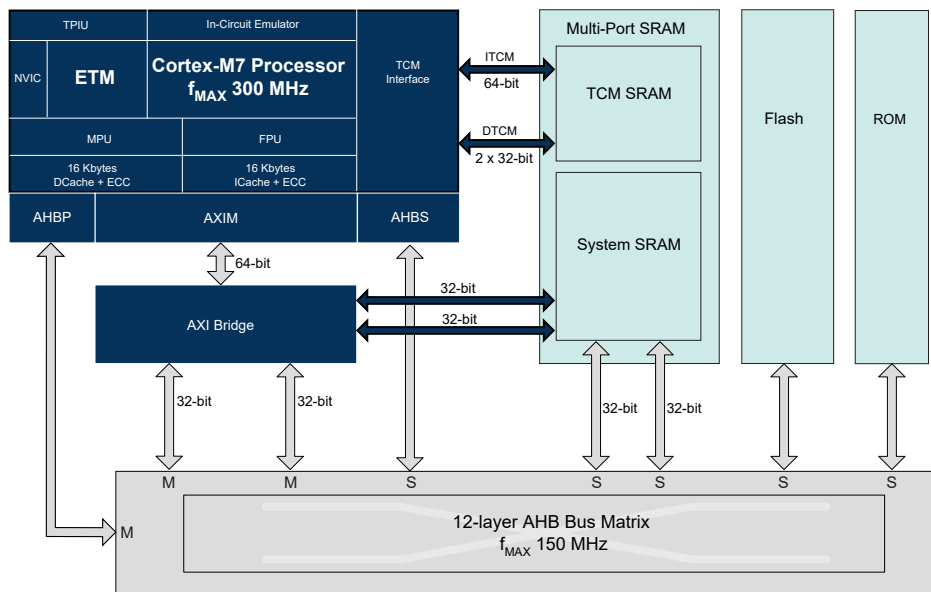 TPIU
In-Circuit Emulator
NVIC
ETM
Cortex-M7 Processor
fMAX 300 MHz
TCM
Interface
MPU
FPU
16 Kbytes
DCache + ECC
16 Kbytes
ICache + ECC
AHBP
AXIM
AHBS
ITCM
64-bit
DTCM
2 x 32-bit
Multi-Port SRAM
TCM SRAM
System SRAM
Flash
ROM
64-bit
AXI Bridge
32-bit
32-bit
32-bit
32-bit
32-bit
32-bit
M
M
S
S
S
S
S
M
12-layer AHB Bus Matrix
fMAX 150 MHz